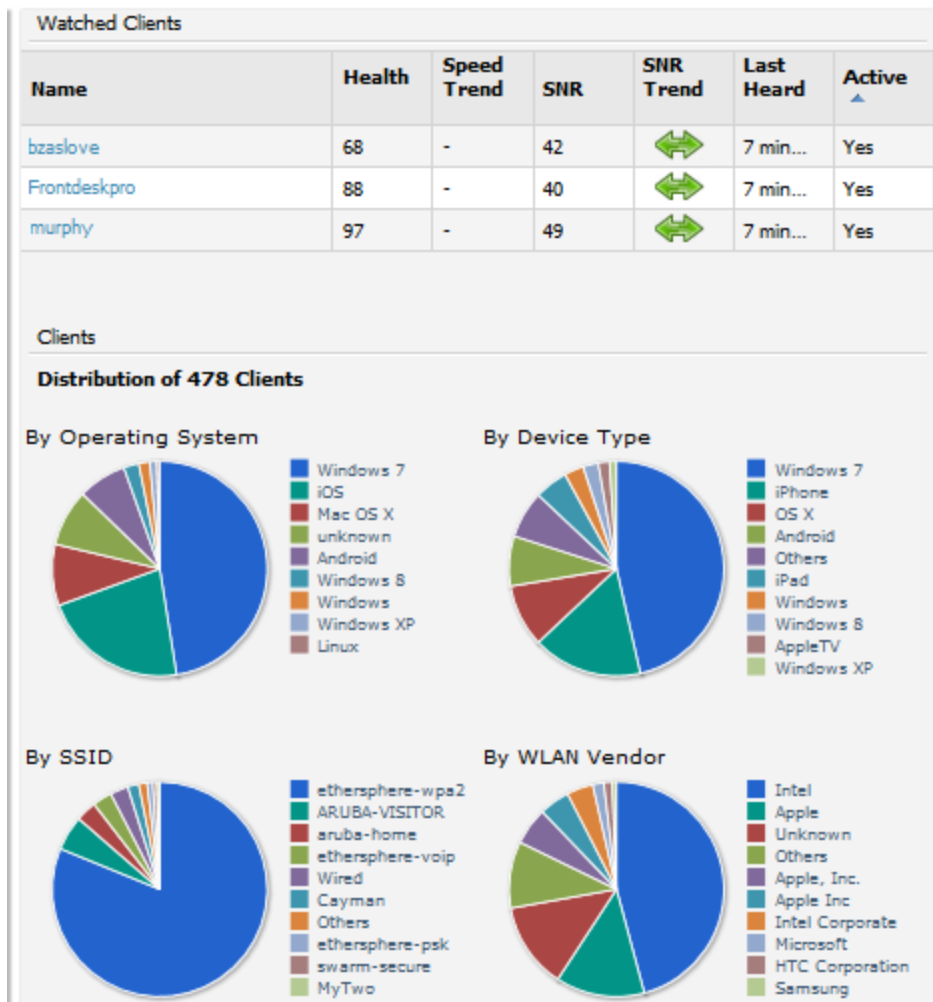 Watched Clients
Name Health Speed Trend SNR SNR Trend Last Heard Active
bzaslove 68 - 42 7 min... Yes
Frontdeskpro 88 - 40 7 min... Yes
murphy 97 - 49 7 min... Yes
Clients
Distribution of 478 Clients
By Operating System
Windows 7
iOS
Mac OS X
unknown
Android
Windows 8
Windows
Windows XP
Linux
By Device Type
Windows 7
iPhone
OS X
Android
Others
iPad
Windows
Windows 8
AppleTV
Windows XP
By SSID
ethersphere-wpa2
ARUBA-VISITOR
aruba-home
ethersphere-voip
Wired
Cayman
Others
ethersphere-psk
swarm-secure
MyTwo
By WLAN Vendor
Intel
Apple
Unknown
Others
Apple, Inc.
Apple Inc
Intel Corporate
Microsoft
HTC Corporation
Samsung